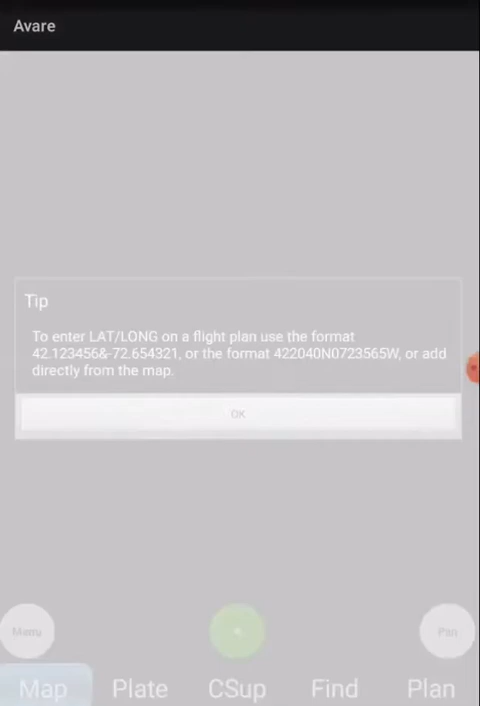 Avare
Tip
To enter LAT/LONG on a flight plan use the format
42.123456&-72.654321, or the format 422040N0723565W, or add
directly from the map.
OK
Menu
Pan
Map Plate CSup Find Plan